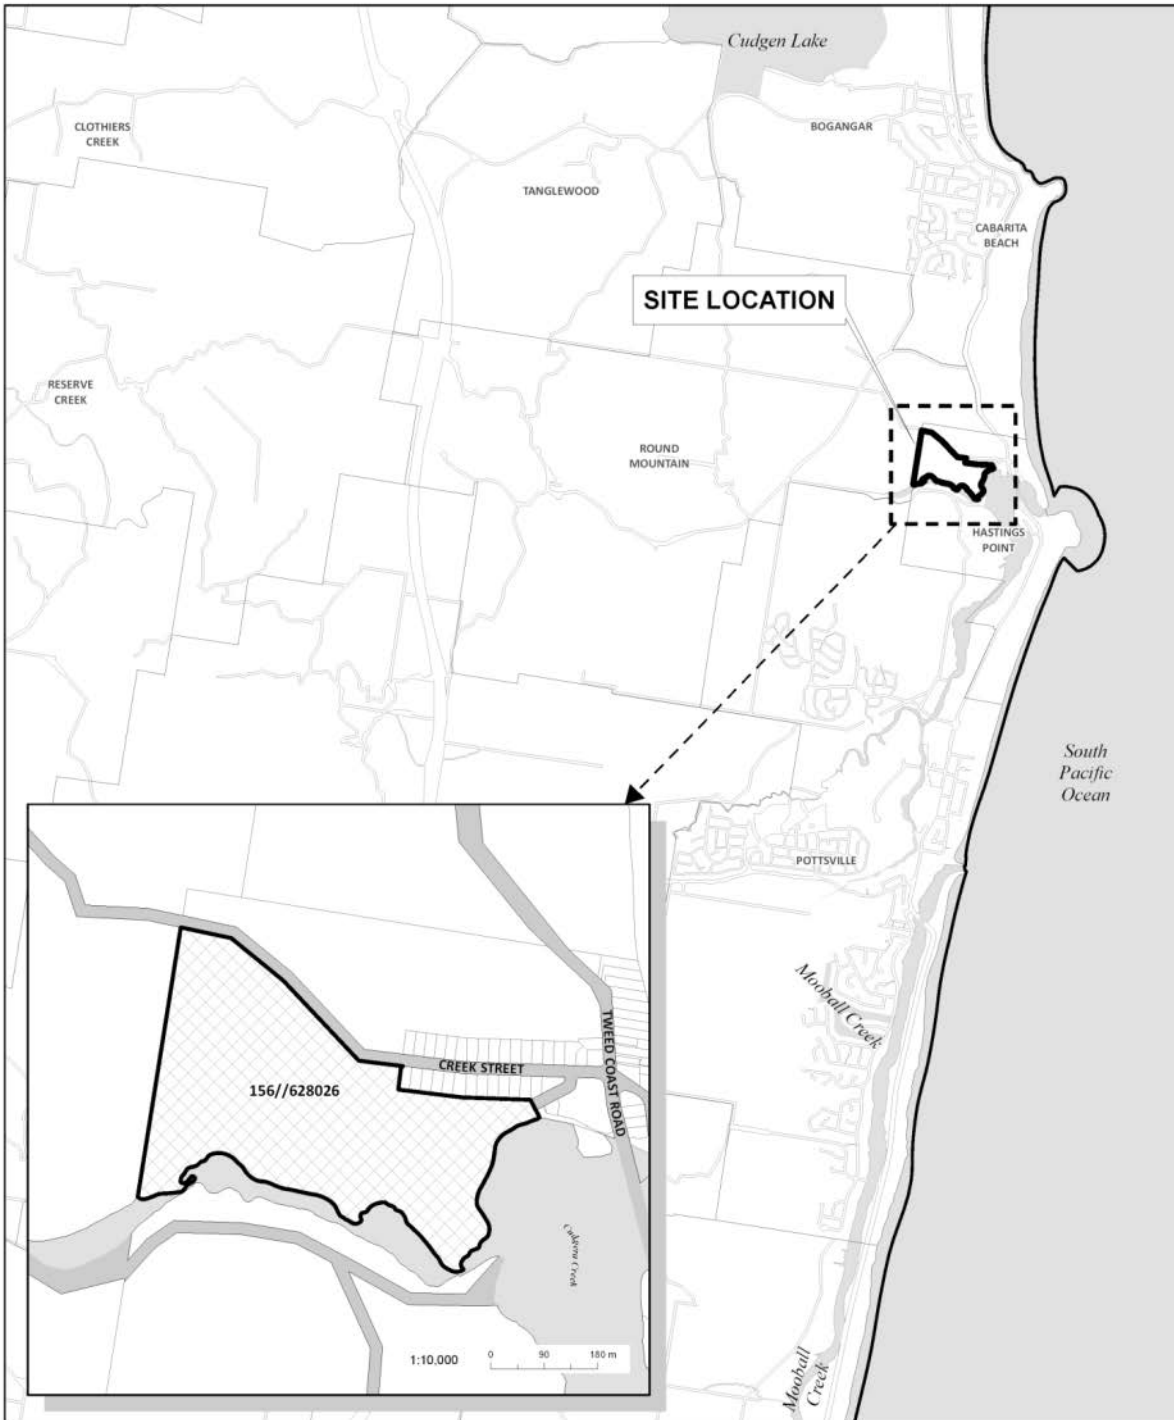 Cudgen Lake
CLOTHIERS
CREEK
BOGANGAR
TANGLEWOOD
CABARITA
BEACH
SITE LOCATION
RESERVE
CREEK
ROUND
MOUNTAIN
HASTINGS
POINT
South
Pacific
Ocean
POTTSVILLE
Mooball Creek
TWEED COAST ROAD
CREEK STREET
156//628026
Cudgera Creek
1:10,000
0 90 180 m
Mooball
Creek